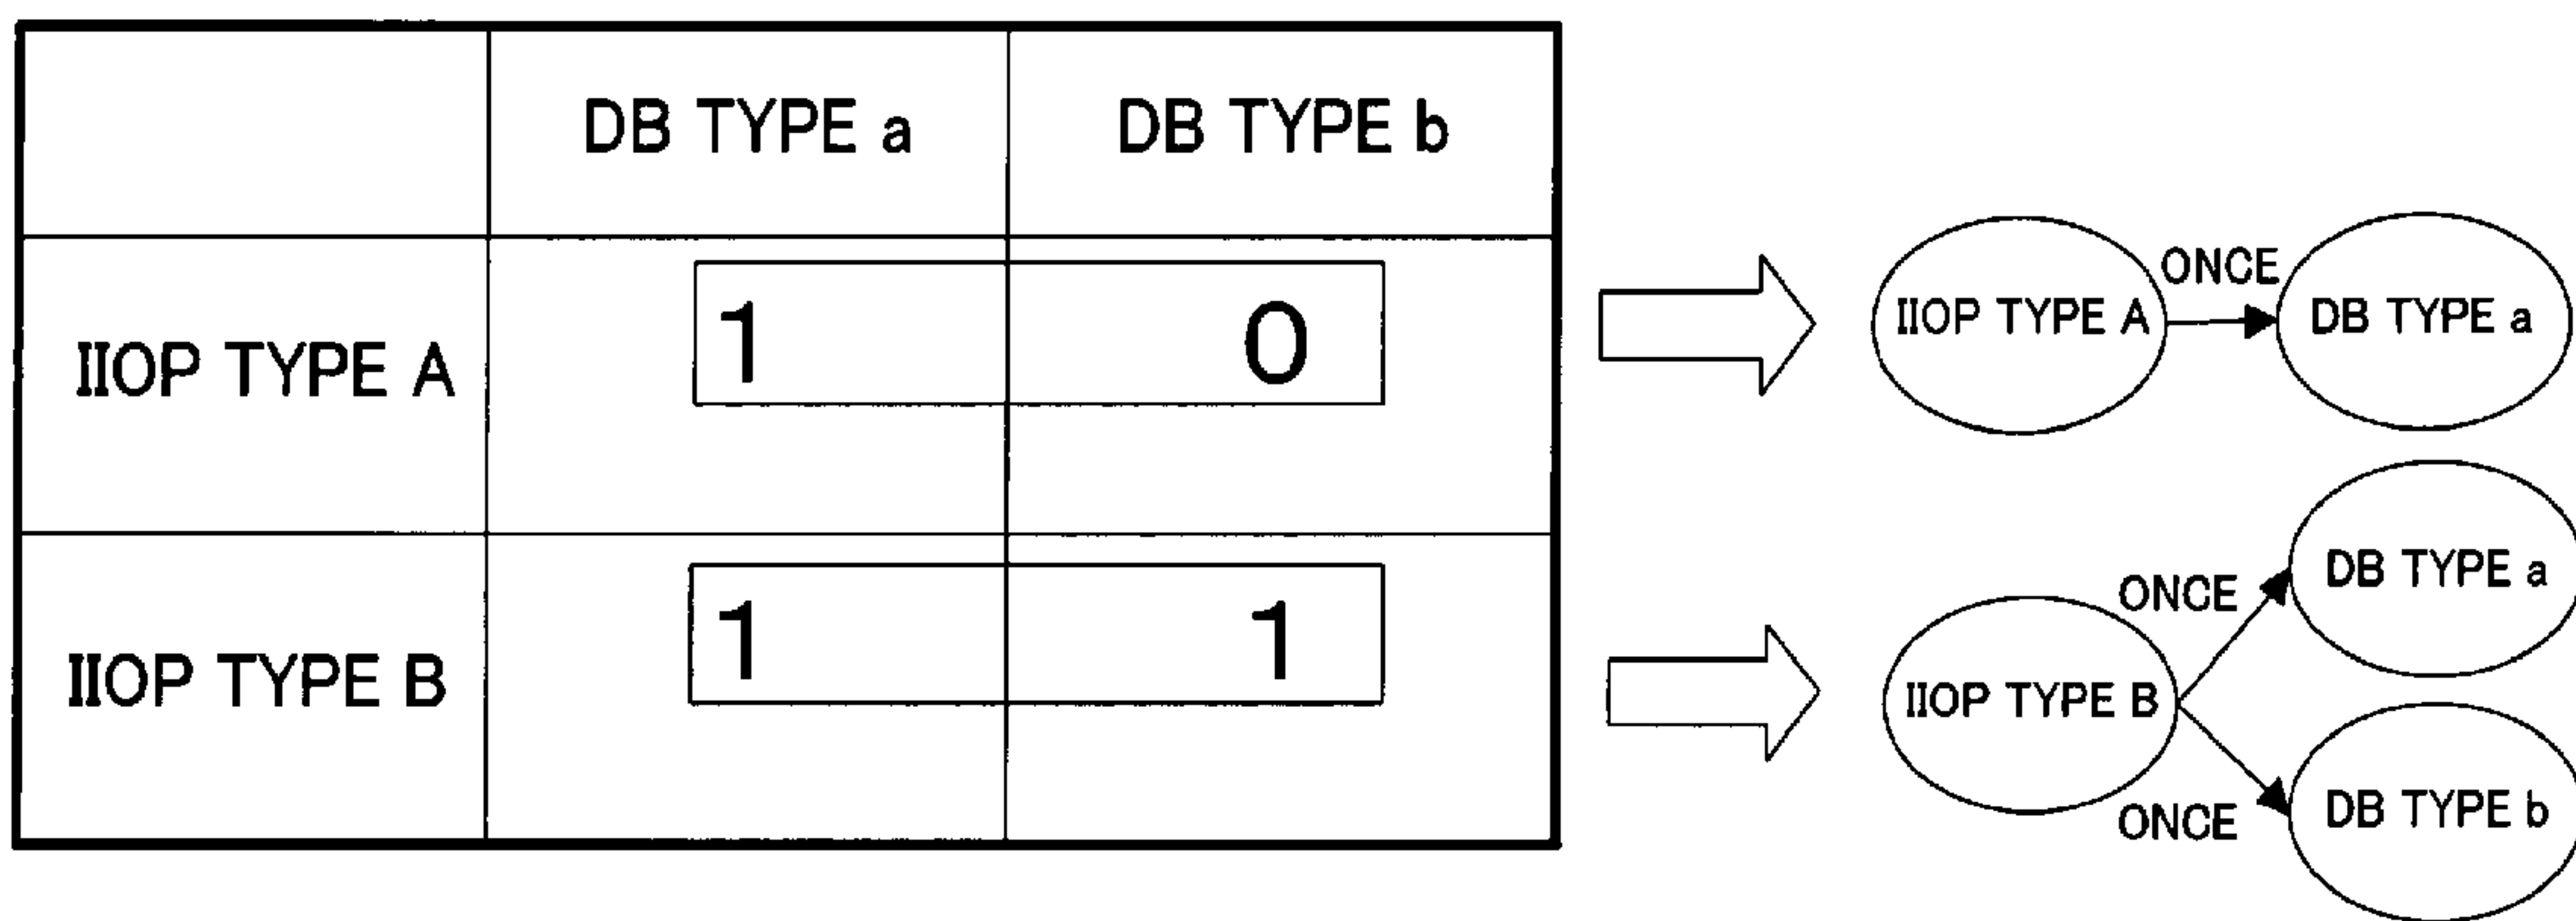 DB TYPE a DB TYPE b
IIOP TYPE A 1 0
IIOP TYPE B 1 1
ONCE
IIOP TYPE A DB TYPE a
DB TYPE a
ONCE
IIOP TYPE B
ONCE
DB TYPE b